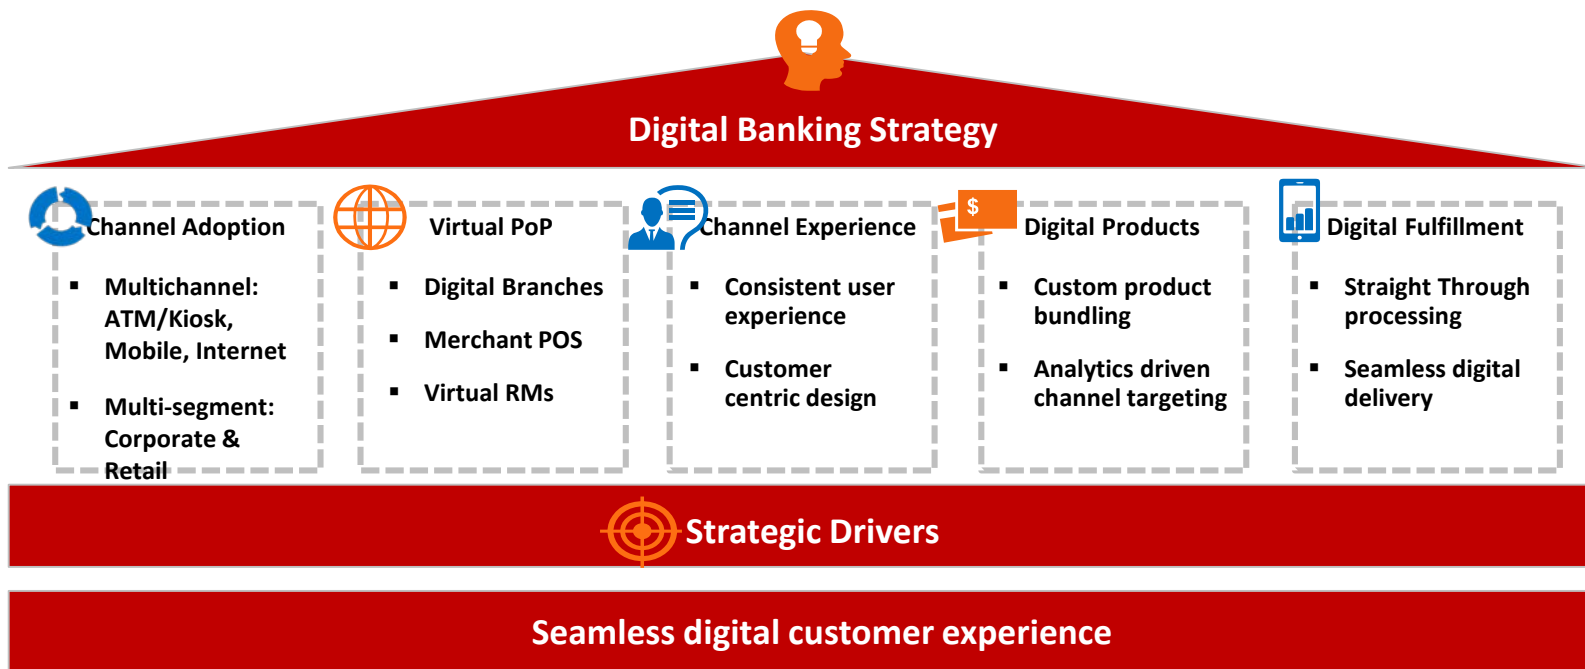 Digital Banking Strategy
Channel Adoption
▪ Multichannel:
ATM/Kiosk,
Mobile, Internet
▪ Multi-segment:
Corporate &
Retail
Virtual PoP
▪ Digital Branches
▪ Merchant POS
▪ Virtual RMs
Channel Experience
▪ Consistent user
experience
▪ Customer
centric design
$
Digital Products
▪ Custom product
bundling
▪ Analytics driven
channel targeting
Digital Fulfillment
▪ Straight Through
processing
▪ Seamless digital
delivery
Strategic Drivers
Seamless digital customer experience